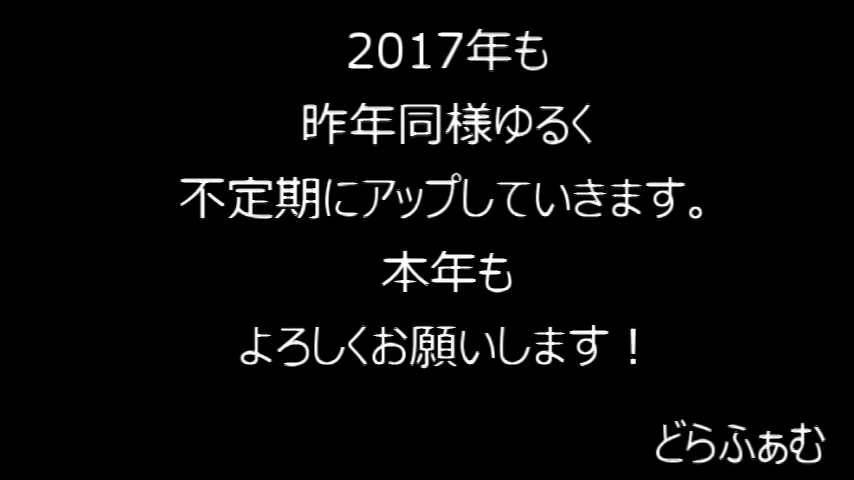 2017年も
昨年同様ゆるく
不定期にアップしていきます。
本年も
よろしくお願いします！
どらふぁむ